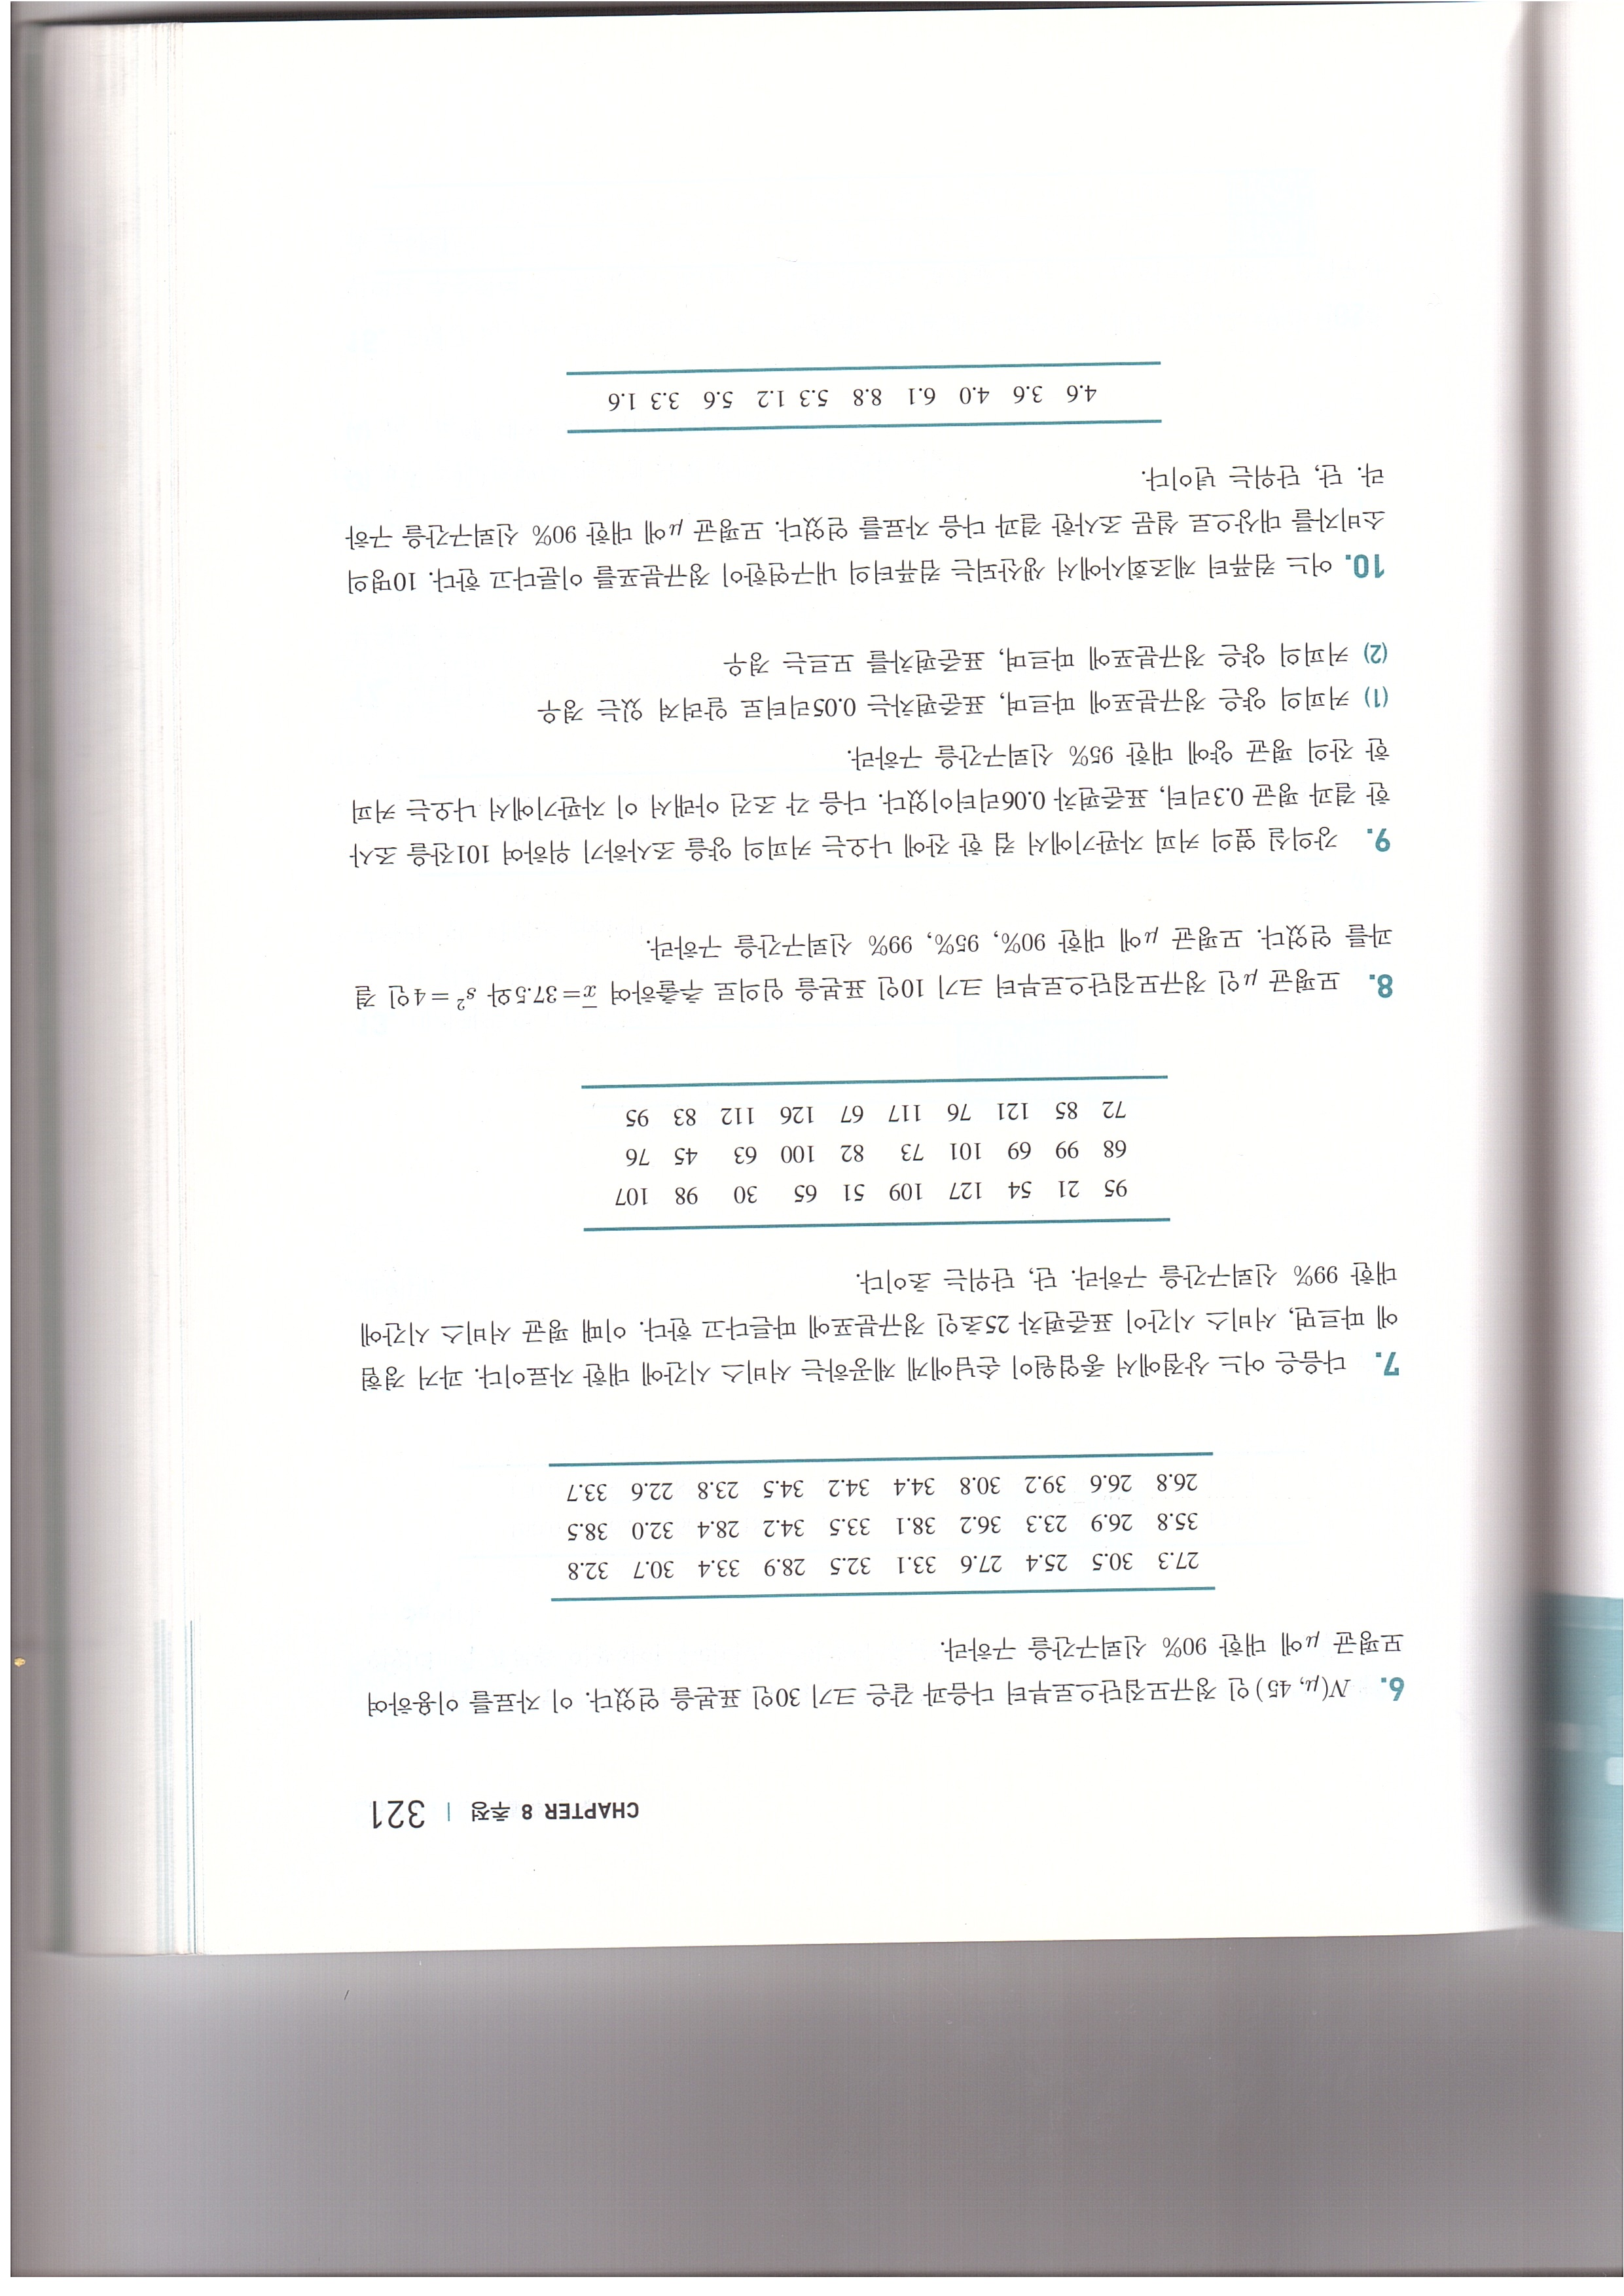 CHAPTER 8 추정 | 321
6. N(μ, 45)인 정규모집단으로부터 다음과 같은 크기 30인 표본을 얻었다. 이 자료를 이용하여
모평균 μ에 대한 90% 신뢰구간을 구하라.
27.3 30.5 25.4 27.6 33.1 32.5 28.9 33.4 30.7 32.8
35.8 26.9 23.3 36.2 38.1 33.5 34.2 28.4 32.0 38.5
26.8 26.6 39.2 30.8 34.4 34.2 34.5 23.8 22.6 33.7
7. 다음은 어느 상점에서 종업원이 손님에게 제공하는 서비스 시간에 대한 자료이다. 과거 경험
에 따르면, 서비스 시간이 표준편차 25초인 정규분포에 따른다고 한다. 이때 평균 서비스 시간에
대한 99% 신뢰구간을 구하라. 단, 단위는 초이다.
95 21 54 127 109 51 65 30 98 107
68 99 69 101 73 82 100 63 45 76
72 85 121 76 117 67 126 112 83 95
8. 모평균 μ인 정규모집단으로부터 크기 10인 표본을 임의로 추출하여 x̄=37.5와 s²=4인 결
과를 얻었다. 모평균 μ에 대한 90%, 95%, 99% 신뢰구간을 구하라.
9. 강의실 옆의 커피 자판기에서 컵 한 잔에 나오는 커피의 양을 조사하기 위하여 101잔을 조사
한 결과 평균 0.3리터, 표준편차 0.06리터이었다. 다음 각 조건 아래서 이 자판기에서 나오는 커피
한 잔의 평균 양에 대한 95% 신뢰구간을 구하라.
(1) 커피의 양은 정규분포에 따르며, 표준편차는 0.05리터로 알려져 있는 경우
(2) 커피의 양은 정규분포에 따르며, 표준편차를 모르는 경우
10. 어느 컴퓨터 제조회사에서 생산되는 컴퓨터의 내구연한이 정규분포를 이룬다고 한다. 10명의
소비자를 대상으로 설문 조사한 결과 다음 자료를 얻었다. 모평균 μ에 대한 90% 신뢰구간을 구하
라. 단, 단위는 년이다.
4.6 3.6 4.0 6.1 8.8 5.3 1.2 5.6 3.3 1.6